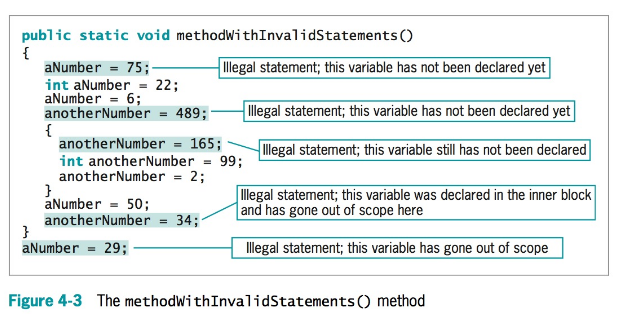 public static void methodWithInvalidStatements()
{
aNumber = 75;
Illegal statement; this variable has not been declared yet
int aNumber = 22;
aNumber = 6;
anotherNumber = 489;
Illegal statement; this variable has not been declared yet
{
anotherNumber = 165;
Illegal statement; this variable still has not been declared
int anotherNumber = 99;
anotherNumber = 2;
}
aNumber = 50;
Illegal statement; this variable was declared in the inner block
and has gone out of scope here
anotherNumber = 34;
}
aNumber = 29;
Illegal statement; this variable has gone out of scope
Figure 4-3 The methodWithInvalidStatements() method